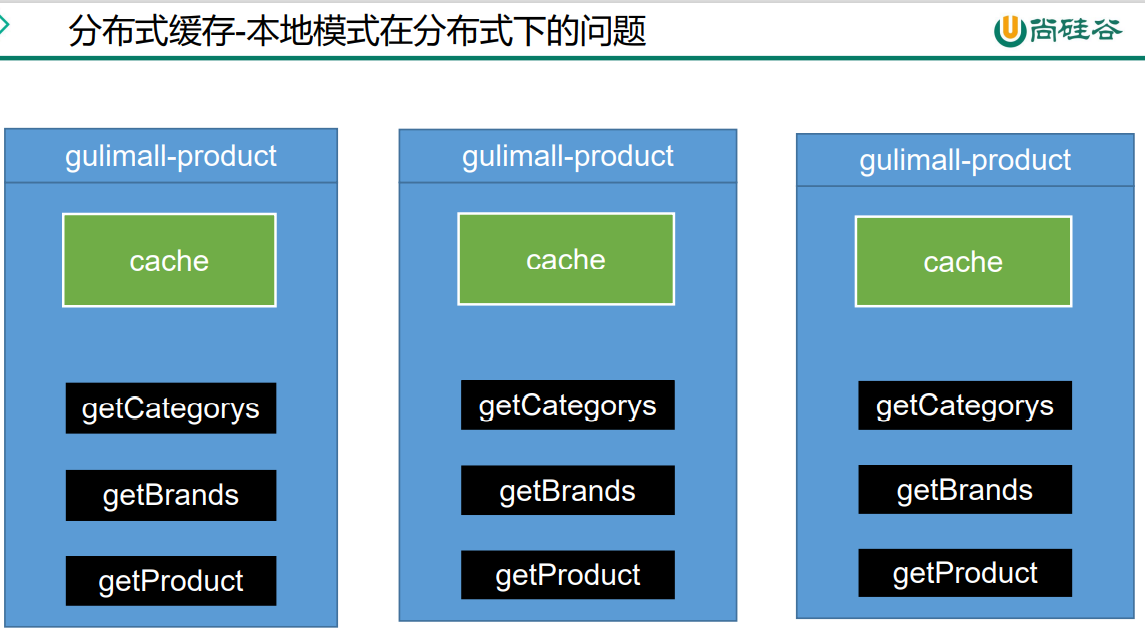 分布式缓存-本地模式在分布式下的问题
尚硅谷
gulimall-product
cache
getCategorys
getBrands
getProduct
gulimall-product
cache
getCategorys
getBrands
getProduct
gulimall-product
cache
getCategorys
getBrands
getProduct